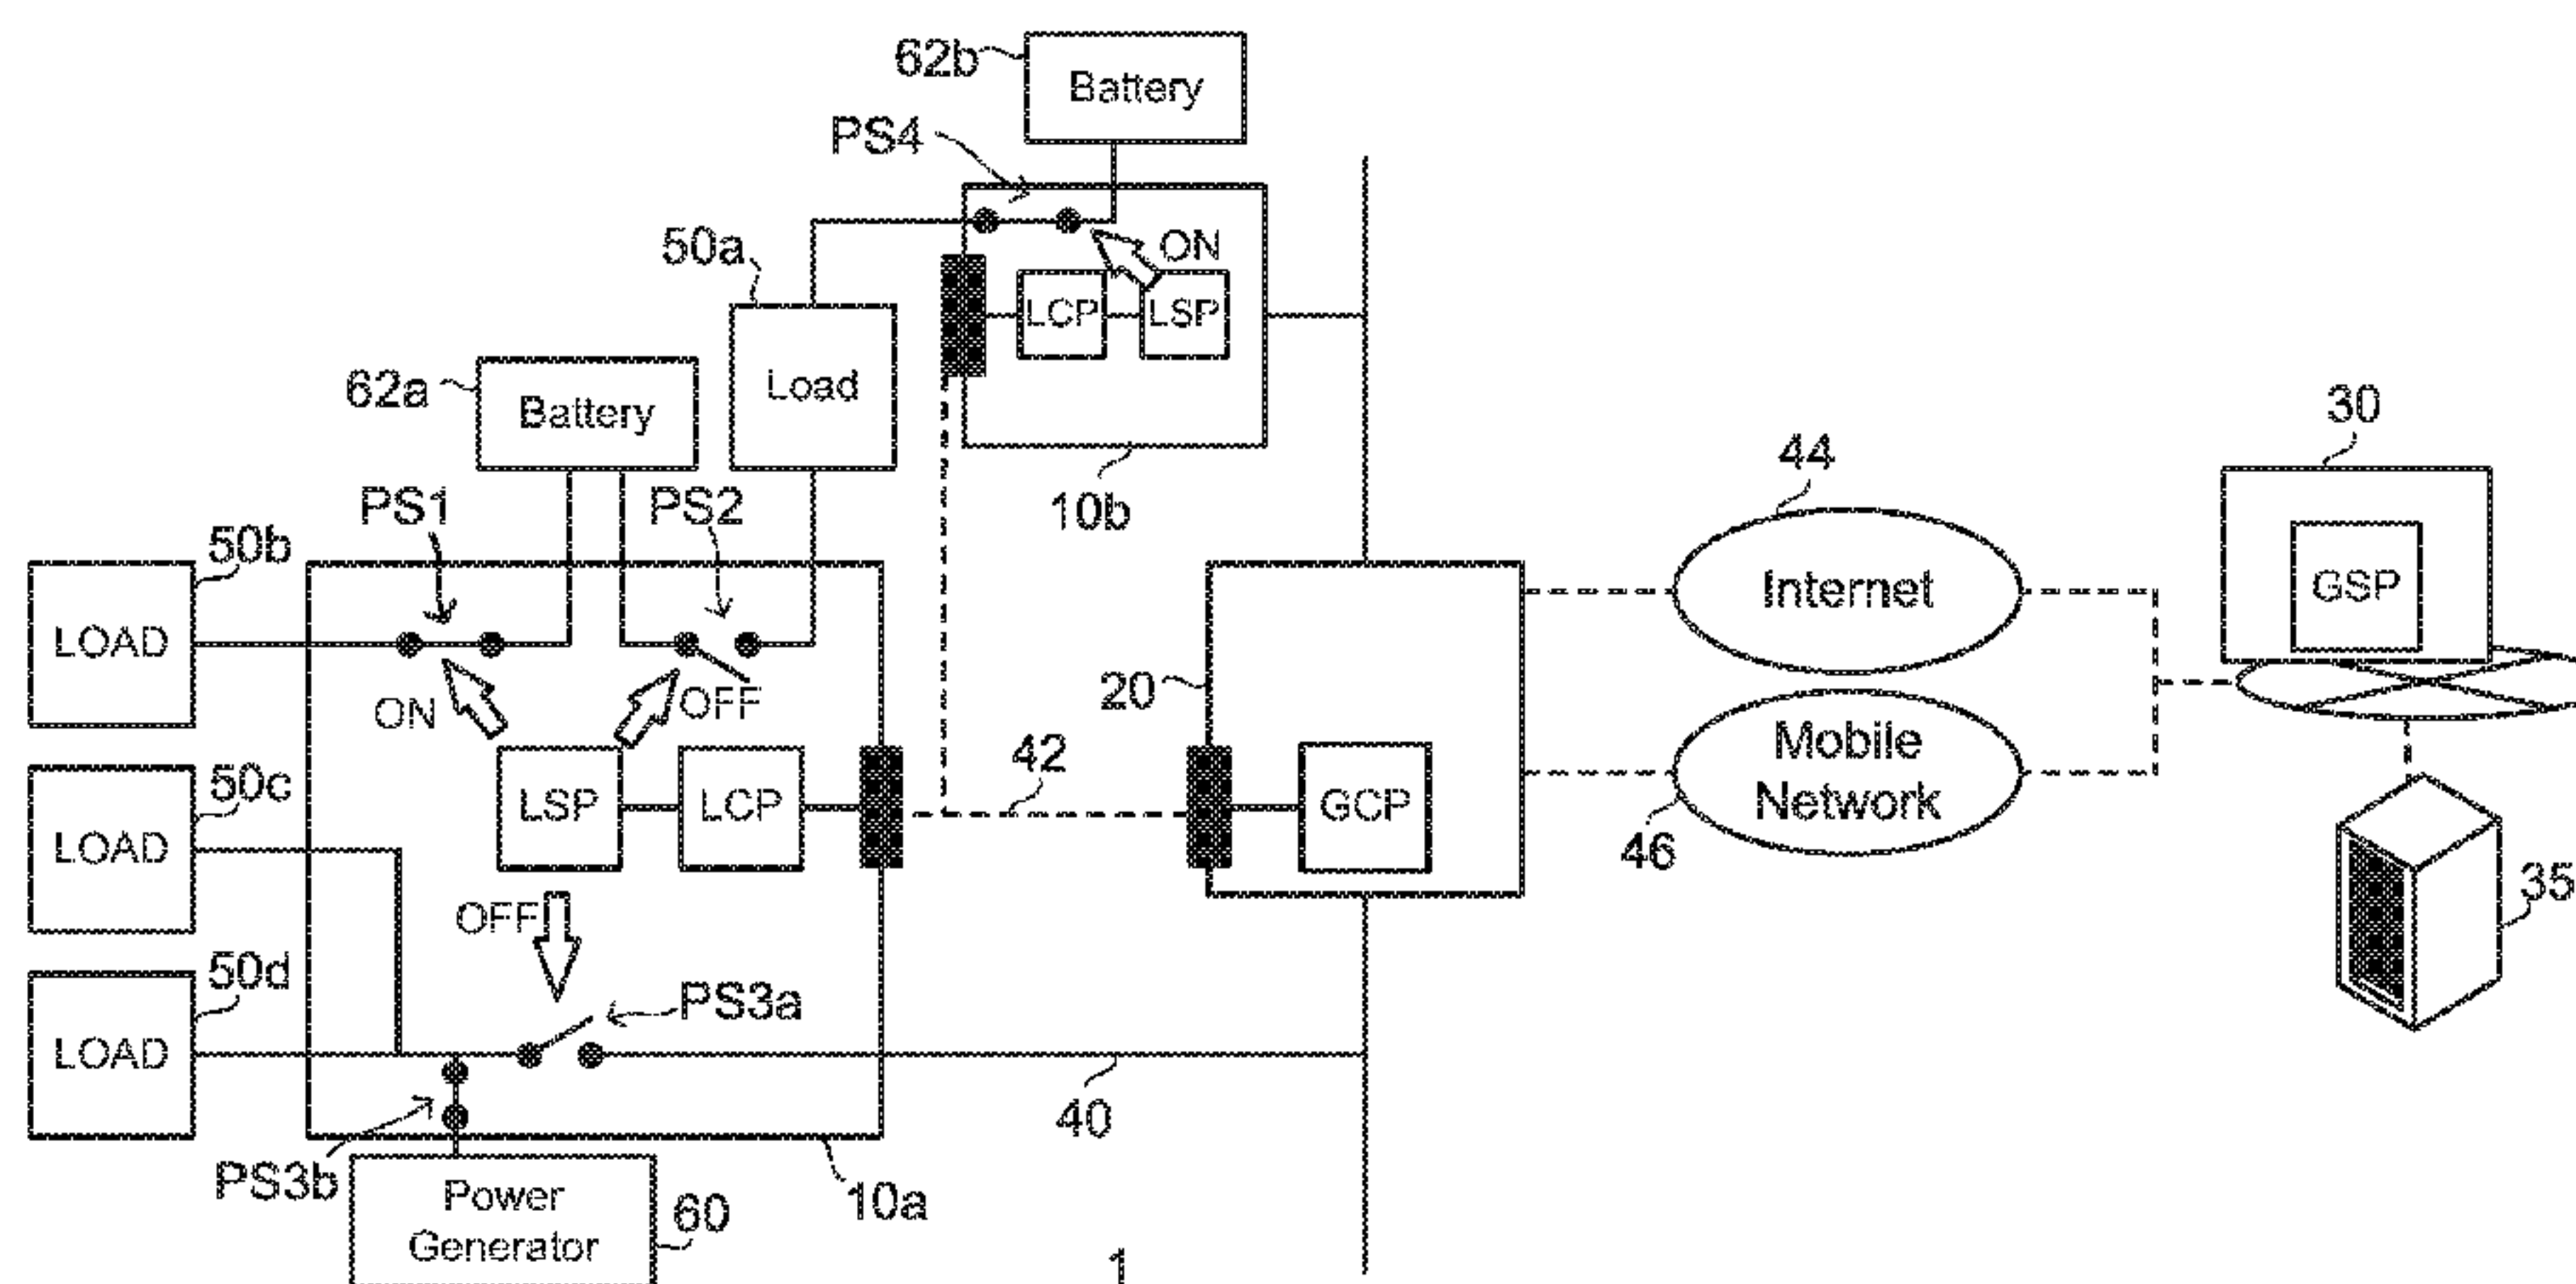 62b
Battery
PS4
50a
ON
LCP
LSP
62a
Battery
Load
30
44
PS1
PS2
10b
50b
Internet
GSP
LOAD
20
ON
OFF
Mobile
Network
42
50c
LSP
LCP
GCP
LOAD
46
35
OFF
50d
PS3a
LOAD
40
PS3b
10a
Power
Generator
60
1